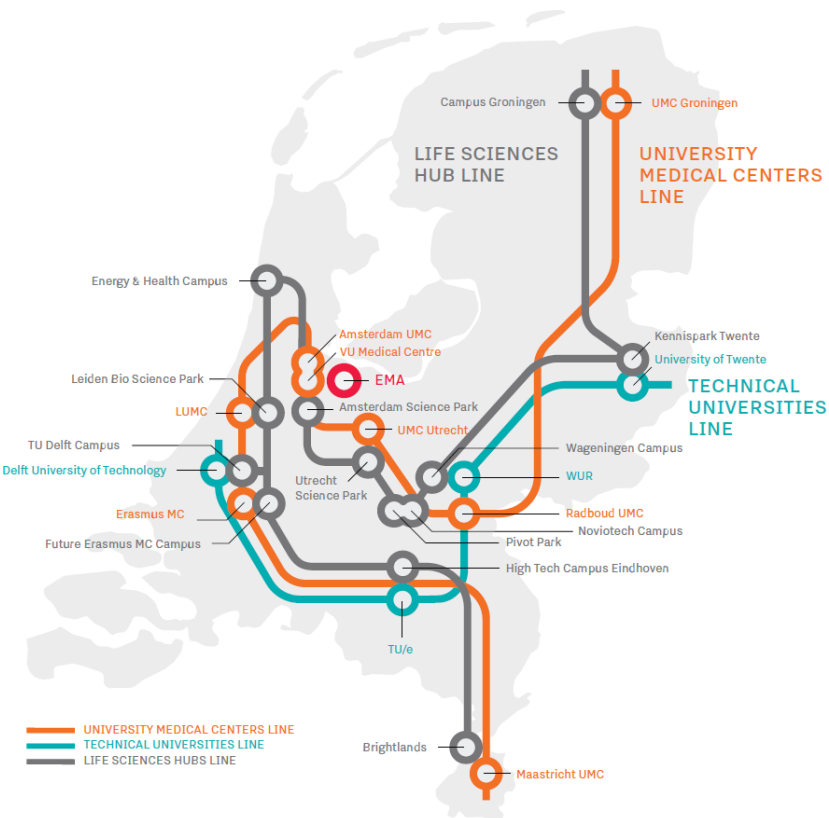 Campus Groningen
UMC Groningen
LIFE SCIENCES
HUB LINE
UNIVERSITY
MEDICAL CENTERS
LINE
Energy & Health Campus
Amsterdam UMC
VU Medical Centre
Kennispark Twente
University of Twente
Leiden Bio Science Park
EMA
TECHNICAL
UNIVERSITIES
LINE
LUMC
Amsterdam Science Park
UMC Utrecht
TU Delft Campus
Wageningen Campus
Delft University of Technology
Utrecht
Science Park
WUR
Erasmus MC
Radboud UMC
Noviotech Campus
Future Erasmus MC Campus
Pivot Park
High Tech Campus Eindhoven
TU/e
UNIVERSITY MEDICAL CENTERS LINE
TECHNICAL UNIVERSITIES LINE
LIFE SCIENCES HUBS LINE
Brightlands
Maastricht UMC